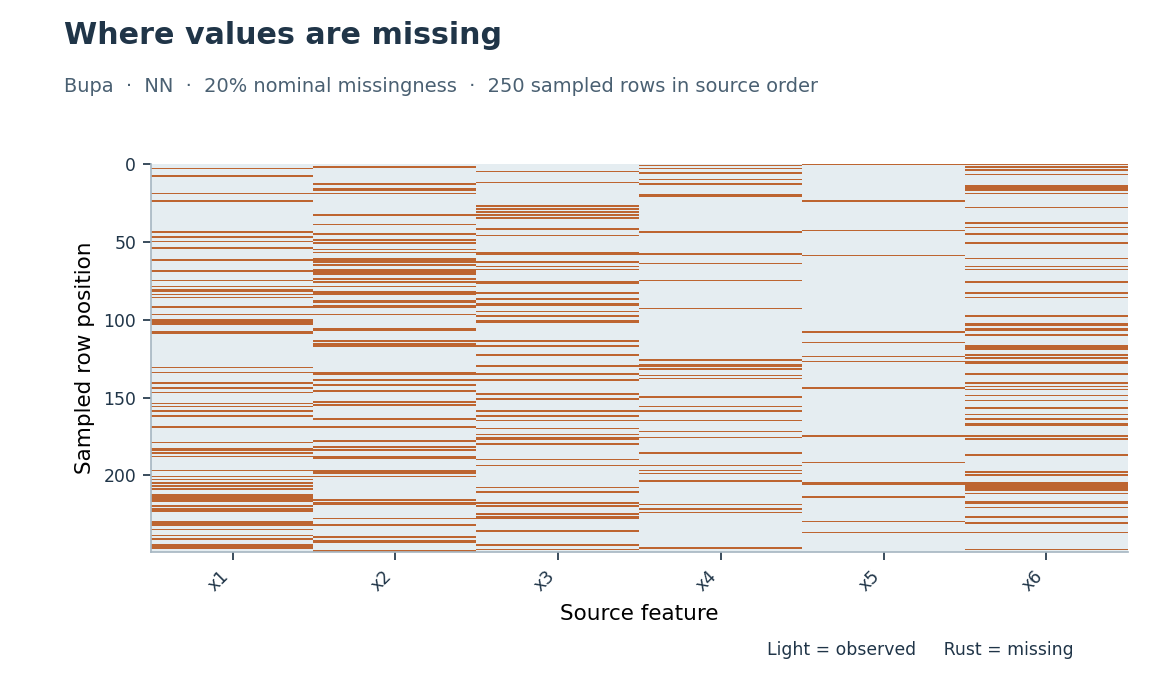 Where values are missing
Bupa · NN · 20% nominal missingness · 250 sampled rows in source order
0
50
100
150
200
Sampled row position
x1
x2
x3
x4
x5
x6
Source feature
Light = observed Rust = missing